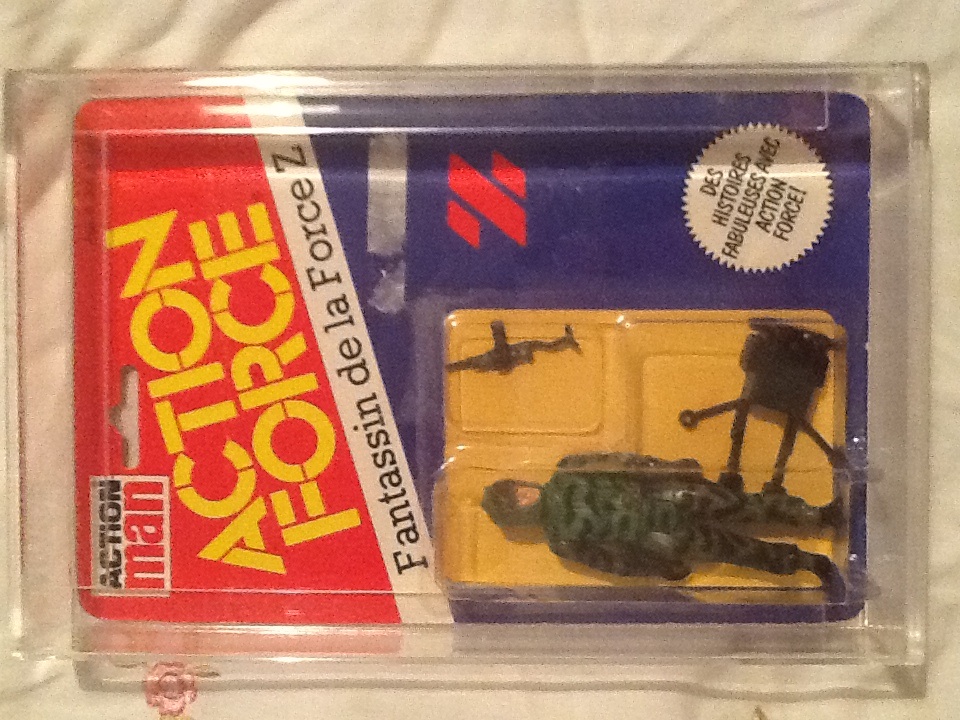 ACTION
man
ACTION
FORCE
Fantassin de la Force Z
Z
DES
HISTOIRES
FABULEUSES AVEC
ACTION
FORCE!